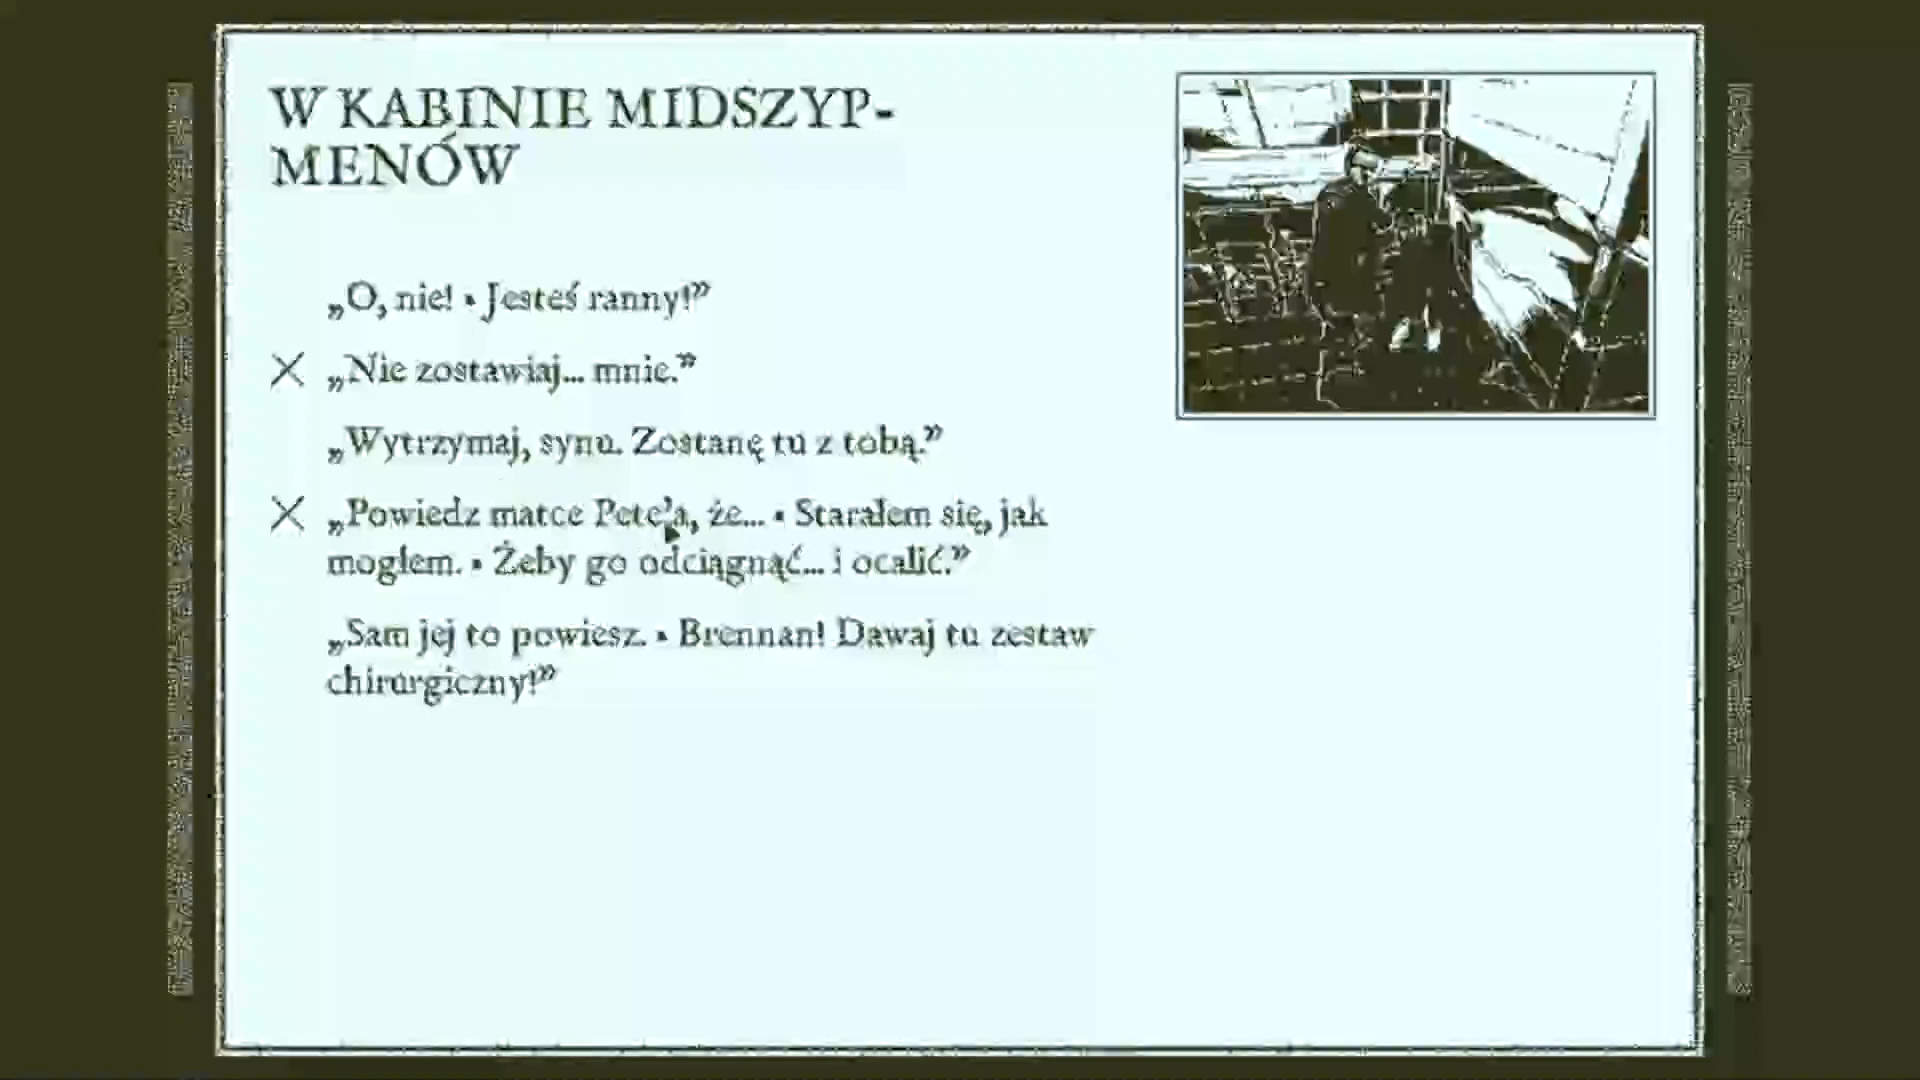 W KABINIE MIDSZYP-
MENÓW
„O, nie! • Jesteś ranny!”
„Nie zostawiaj... mnie.”
„Wytrzymaj, synu. Zostanę tu z tobą.”
„Powiedz matce Pete’a, że... • Starałem się, jak
mogłem. • Żeby go odciągnąć... i ocalić.”
„Sam jej to powiesz. • Brennan! Dawaj tu zestaw
chirurgiczny!”